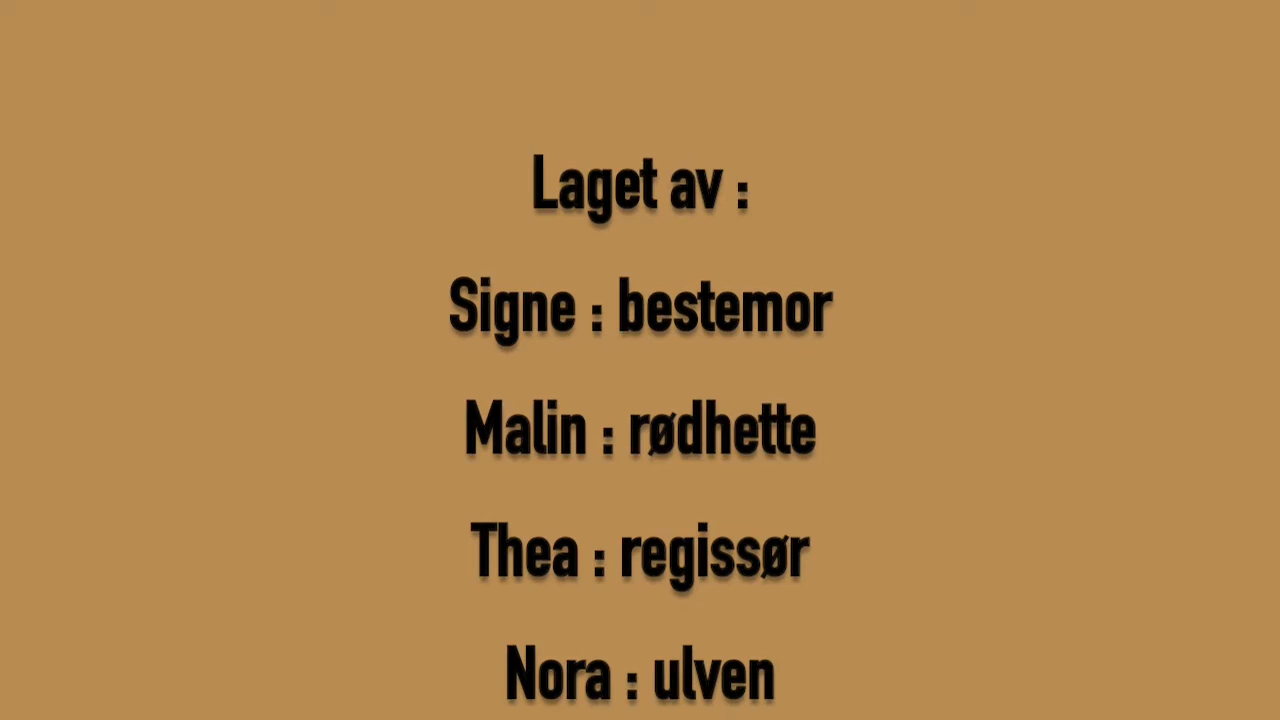 Laget av :
Signe : bestemor
Malin : rødhette
Thea : regissør
Nora : ulven